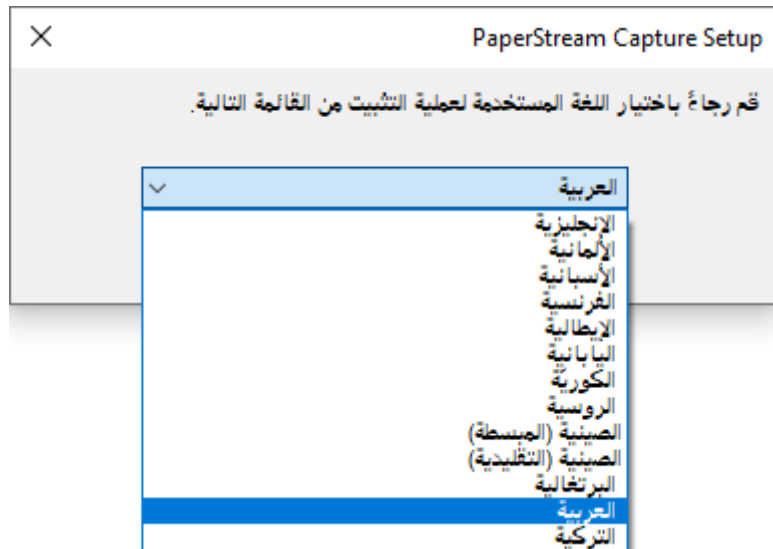 PaperStream Capture Setup
قم رجاءً باختيار اللغة المستخدمة لعملية التثبيت من القائمة التالية.
العربية
الإنجليزية
الألمانية
الأسبانية
الفرنسية
الإيطالية
اليابانية
الكوريّة
الروسية
الصينية (المبسطة)
الصينية (التقليدية)
البرتغالية
العربية
التركية